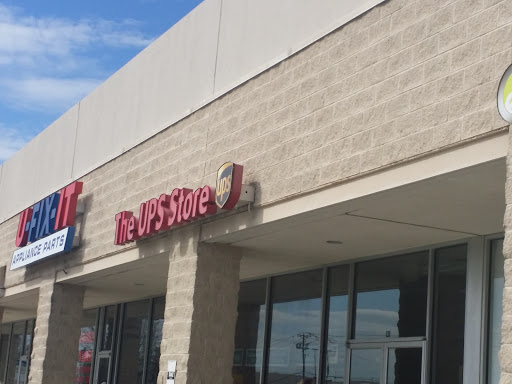 U-FIX-IT
APPLIANCE PARTS
The UPS Store
ups